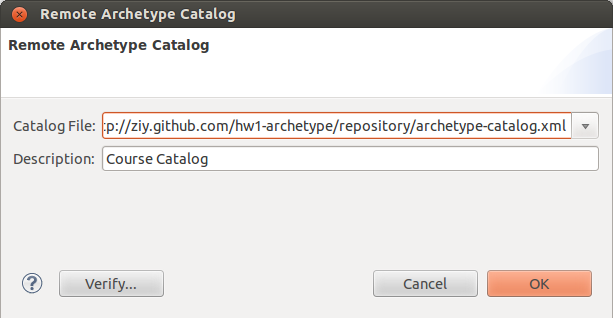 Remote Archetype Catalog
Remote Archetype Catalog
Catalog File: :p://ziy.github.com/hw1-archetype/repository/archetype-catalog.xml
Description: Course Catalog
? Verify... Cancel OK